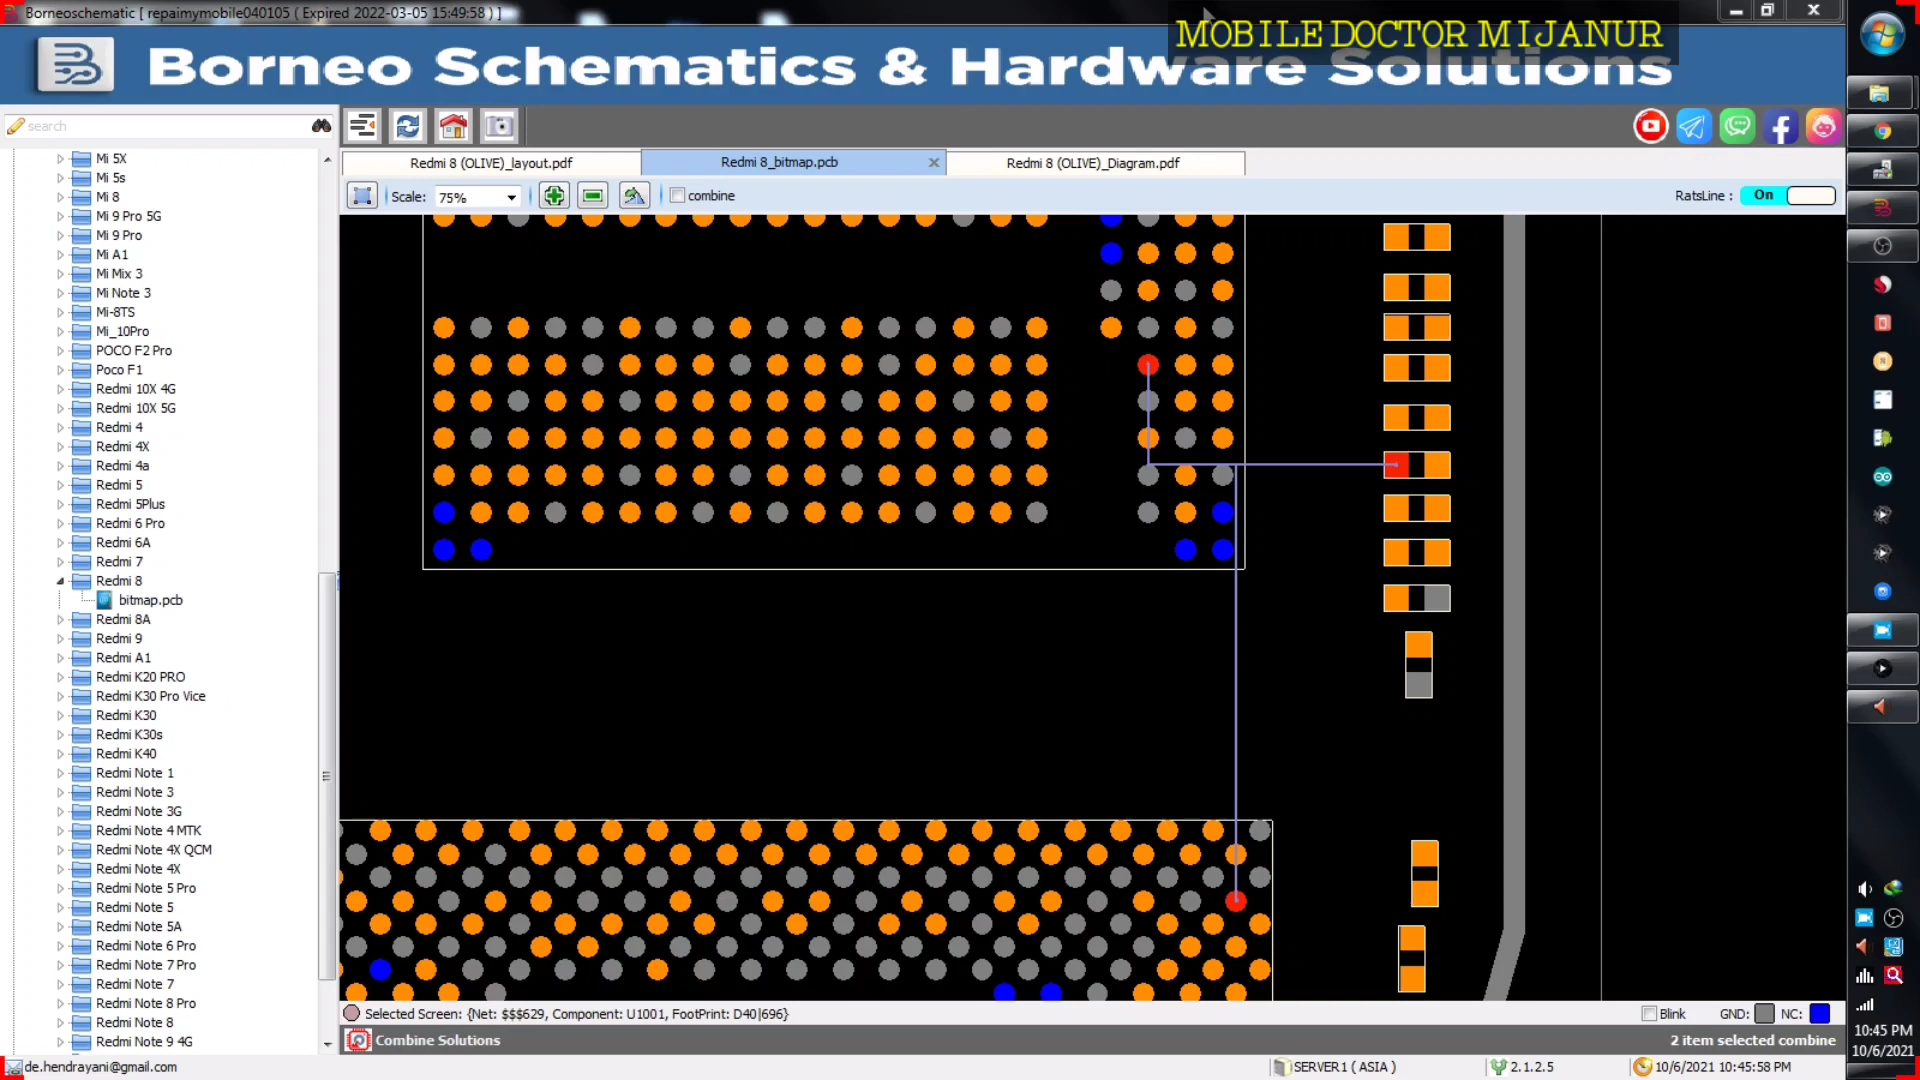 Borneoschematic [ repaimymobile040105 ( Expired 2022-03-05 15:49:58 ) ]
MOBILE DOCTOR MIJANUR
Borneo Schematics & Hardware Solutions
search
Redmi 8 (OLIVE)_layout.pdf
Redmi 8_bitmap.pcb
Redmi 8 (OLIVE)_Diagram.pdf
Scale: 75%
combine
RatsLine : On
Mi 5X
Mi 5s
Mi 8
Mi 9 Pro 5G
Mi 9 Pro
Mi A1
Mi Mix 3
Mi Note 3
Mi-8TS
Mi_10Pro
POCO F2 Pro
Poco F1
Redmi 10X 4G
Redmi 10X 5G
Redmi 4
Redmi 4X
Redmi 4a
Redmi 5
Redmi 5Plus
Redmi 6 Pro
Redmi 6A
Redmi 7
Redmi 8
bitmap.pcb
Redmi 8A
Redmi 9
Redmi A1
Redmi K20 PRO
Redmi K30 Pro Vice
Redmi K30
Redmi K30s
Redmi K40
Redmi Note 1
Redmi Note 3
Redmi Note 3G
Redmi Note 4 MTK
Redmi Note 4X QCM
Redmi Note 4X
Redmi Note 5 Pro
Redmi Note 5
Redmi Note 5A
Redmi Note 6 Pro
Redmi Note 7 Pro
Redmi Note 7
Redmi Note 8 Pro
Redmi Note 8
Redmi Note 9 4G
Selected Screen: {Net: $$$629, Component: U1001, FootPrint: D40|696}
Blink
GND:
NC:
Combine Solutions
2 item selected combine
de.hendrayani@gmail.com
SERVER1 ( ASIA )
2.1.2.5
10/6/2021 10:45:58 PM
10:45 PM
10/6/2021